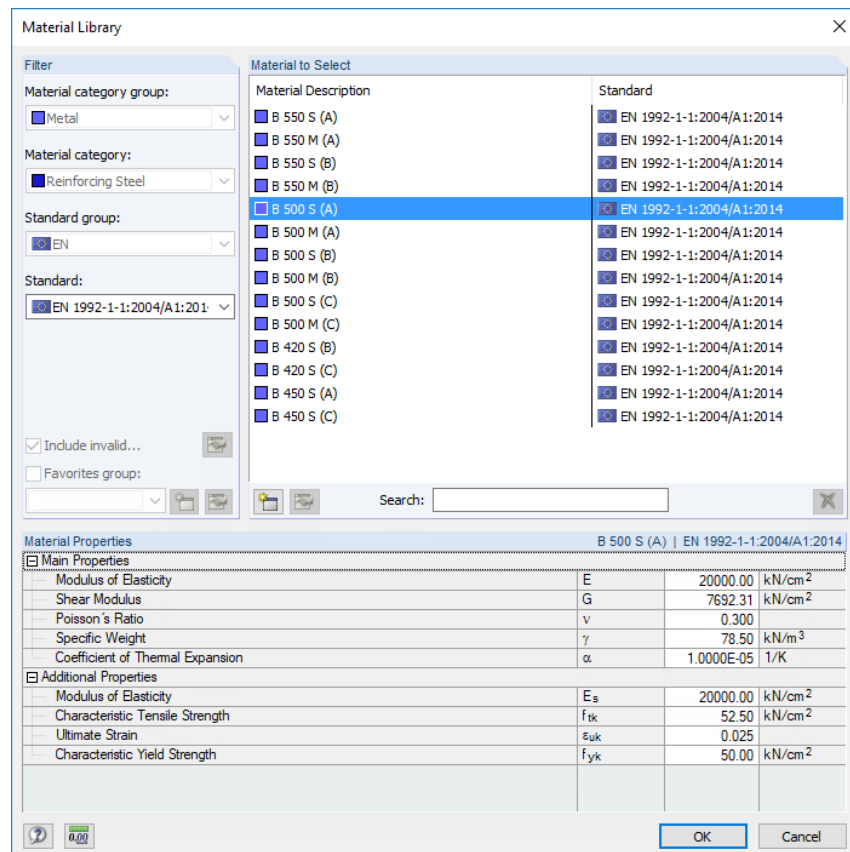 Material Library
Filter
Material category group:
Metal
Material category:
Reinforcing Steel
Standard group:
EN
Standard:
EN 1992-1-1:2004/A1:201
Include invalid...
Favorites group:
Material to Select
Material Description Standard
B 550 S (A) EN 1992-1-1:2004/A1:2014
B 550 M (A) EN 1992-1-1:2004/A1:2014
B 550 S (B) EN 1992-1-1:2004/A1:2014
B 550 M (B) EN 1992-1-1:2004/A1:2014
B 500 S (A) EN 1992-1-1:2004/A1:2014
B 500 M (A) EN 1992-1-1:2004/A1:2014
B 500 S (B) EN 1992-1-1:2004/A1:2014
B 500 M (B) EN 1992-1-1:2004/A1:2014
B 500 S (C) EN 1992-1-1:2004/A1:2014
B 500 M (C) EN 1992-1-1:2004/A1:2014
B 420 S (B) EN 1992-1-1:2004/A1:2014
B 420 S (C) EN 1992-1-1:2004/A1:2014
B 450 S (A) EN 1992-1-1:2004/A1:2014
B 450 S (C) EN 1992-1-1:2004/A1:2014
Search:
Material Properties B 500 S (A) | EN 1992-1-1:2004/A1:2014
Main Properties
Modulus of Elasticity E 20000.00 kN/cm²
Shear Modulus G 7692.31 kN/cm²
Poisson´s Ratio ν 0.300
Specific Weight γ 78.50 kN/m³
Coefficient of Thermal Expansion α 1.0000E-05 1/K
Additional Properties
Modulus of Elasticity Es 20000.00 kN/cm²
Characteristic Tensile Strength ftk 52.50 kN/cm²
Ultimate Strain εuk 0.025
Characteristic Yield Strength fyk 50.00 kN/cm²
0.00
OK Cancel